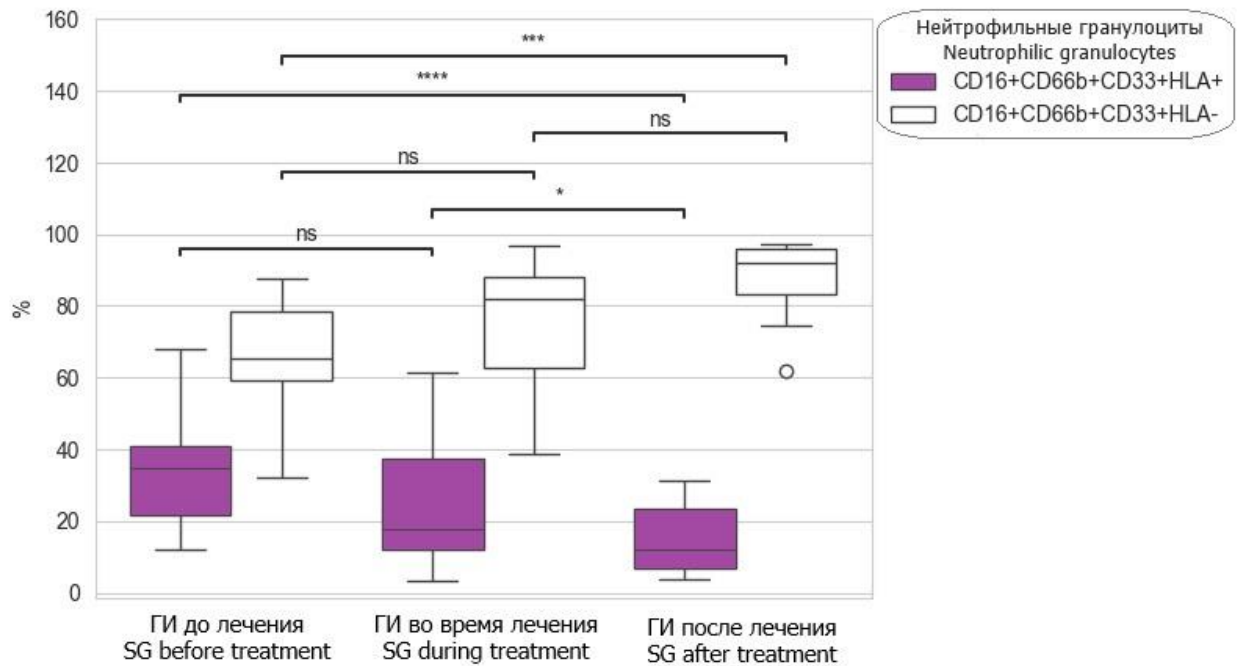 160
140
120
100
80
60
40
20
0
%
***
****
ns
ns
*
ns
Нейтрофильные гранулоциты
Neutrophilic granulocytes
CD16+CD66b+CD33+HLA+
CD16+CD66b+CD33+HLA-
ГИ до лечения
SG before treatment
ГИ во время лечения
SG during treatment
ГИ после лечения
SG after treatment